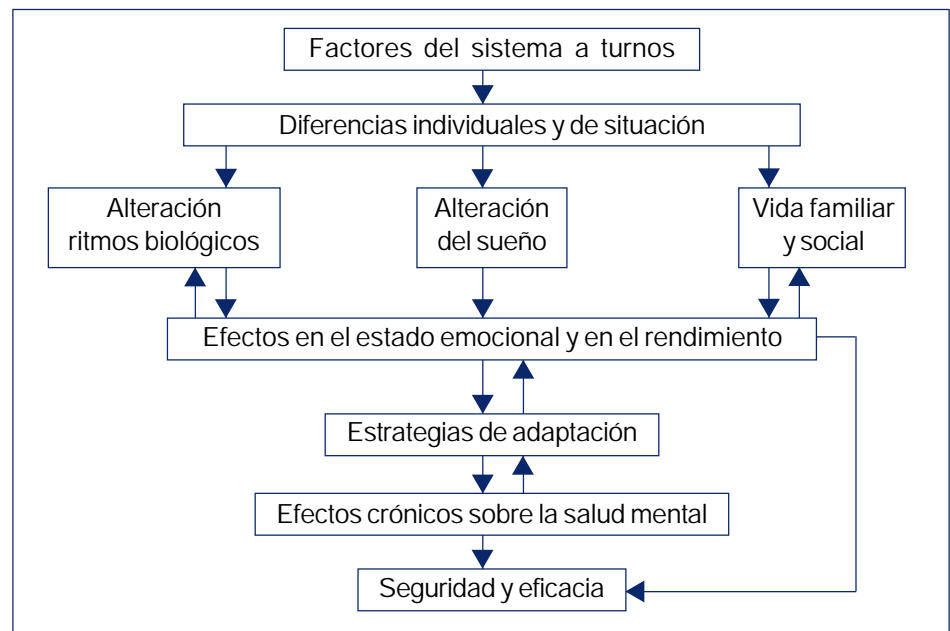 Factores del sistema a turnos
Diferencias individuales y de situación
Alteración
ritmos biológicos
Alteración
del sueño
Vida familiar
y social
Efectos en el estado emocional y en el rendimiento
Estrategias de adaptación
Efectos crónicos sobre la salud mental
Seguridad y eficacia